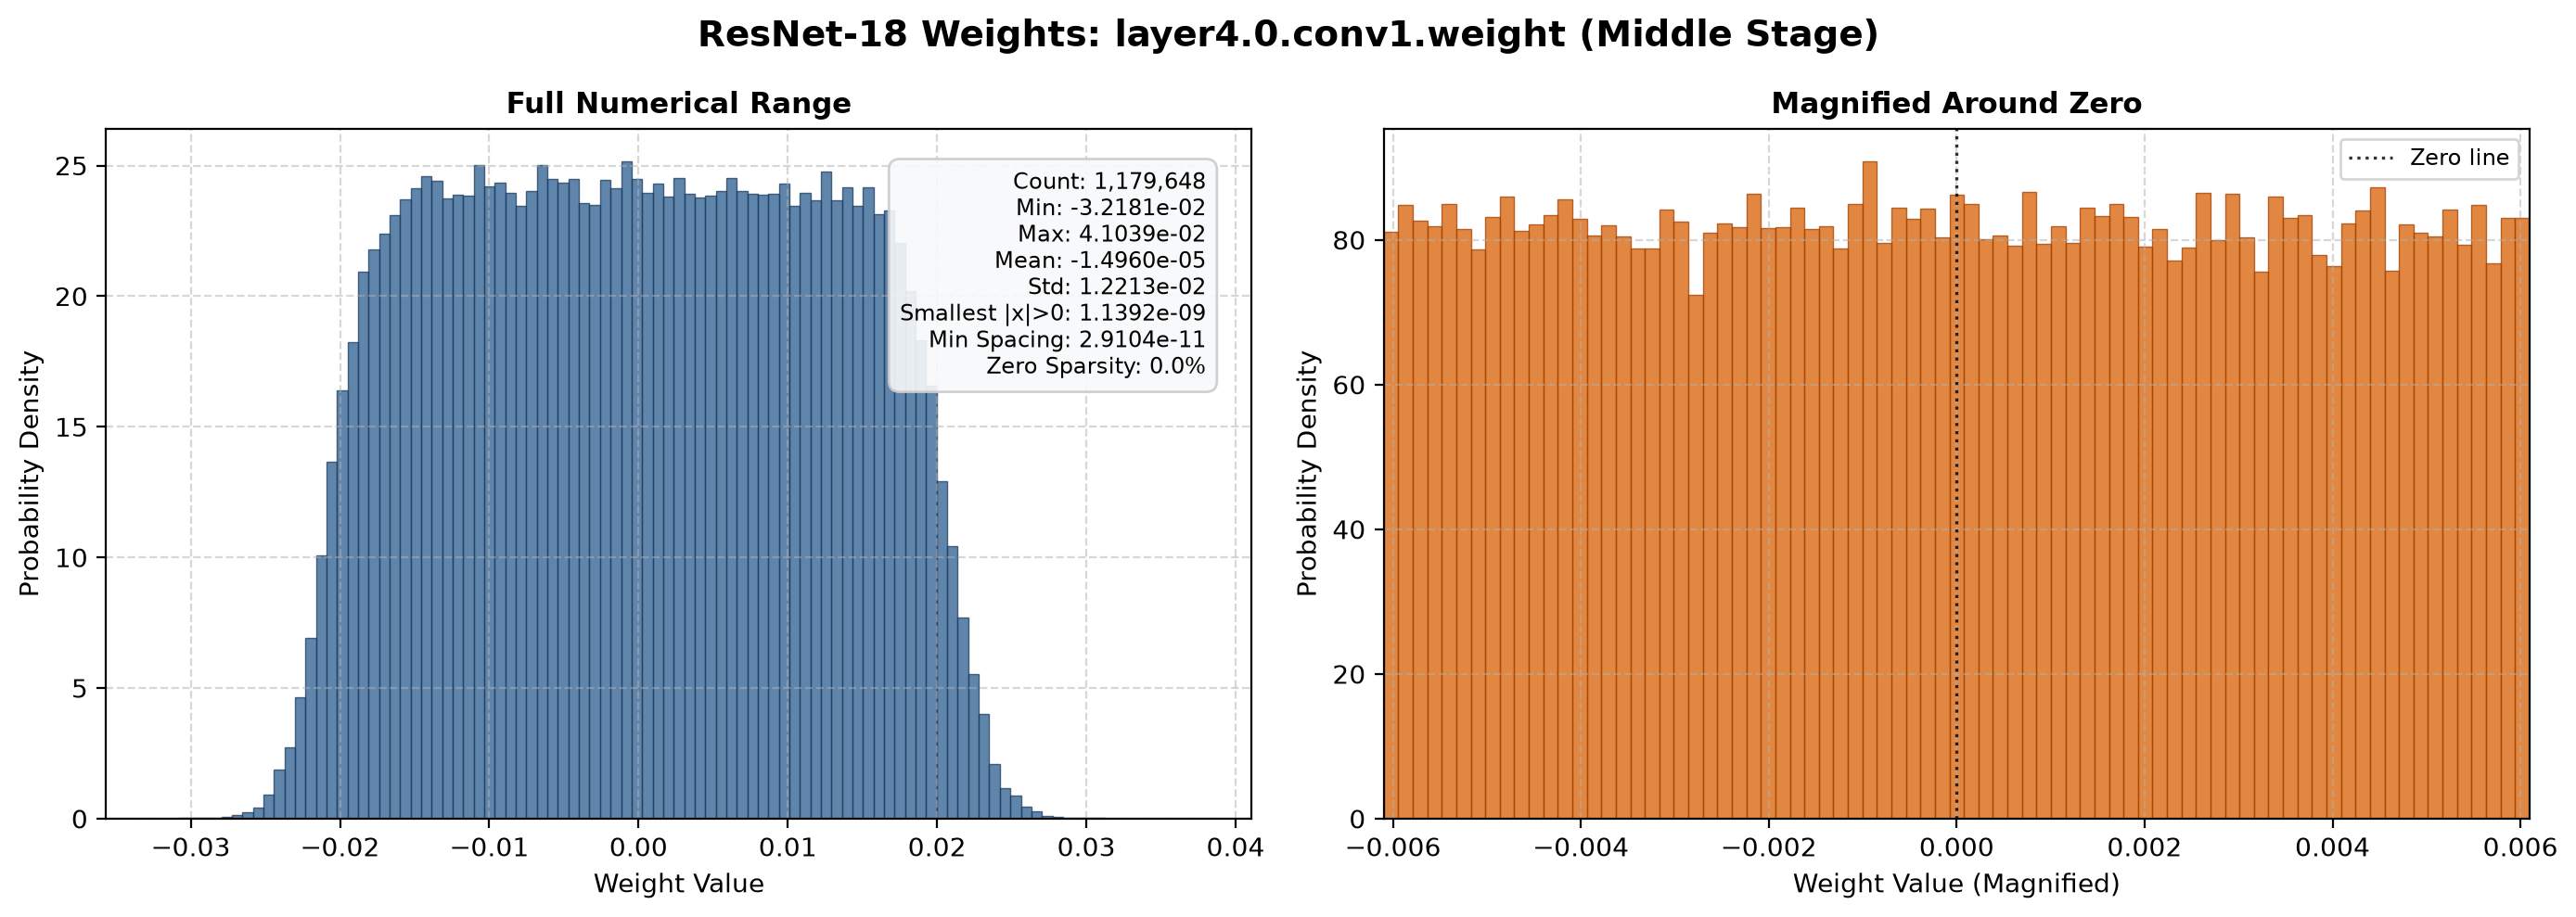 ResNet-18 Weights: layer4.0.conv1.weight (Middle Stage)
Full Numerical Range
Probability Density
25
20
15
10
5
0
Count: 1,179,648
Min: -3.2181e-02
Max: 4.1039e-02
Mean: -1.4960e-05
Std: 1.2213e-02
Smallest |x|>0: 1.1392e-09
Min Spacing: 2.9104e-11
Zero Sparsity: 0.0%
−0.03 −0.02 −0.01 0.00 0.01 0.02 0.03 0.04
Weight Value
Magnified Around Zero
Probability Density
80
60
40
20
0
Zero line
−0.006 −0.004 −0.002 0.000 0.002 0.004 0.006
Weight Value (Magnified)